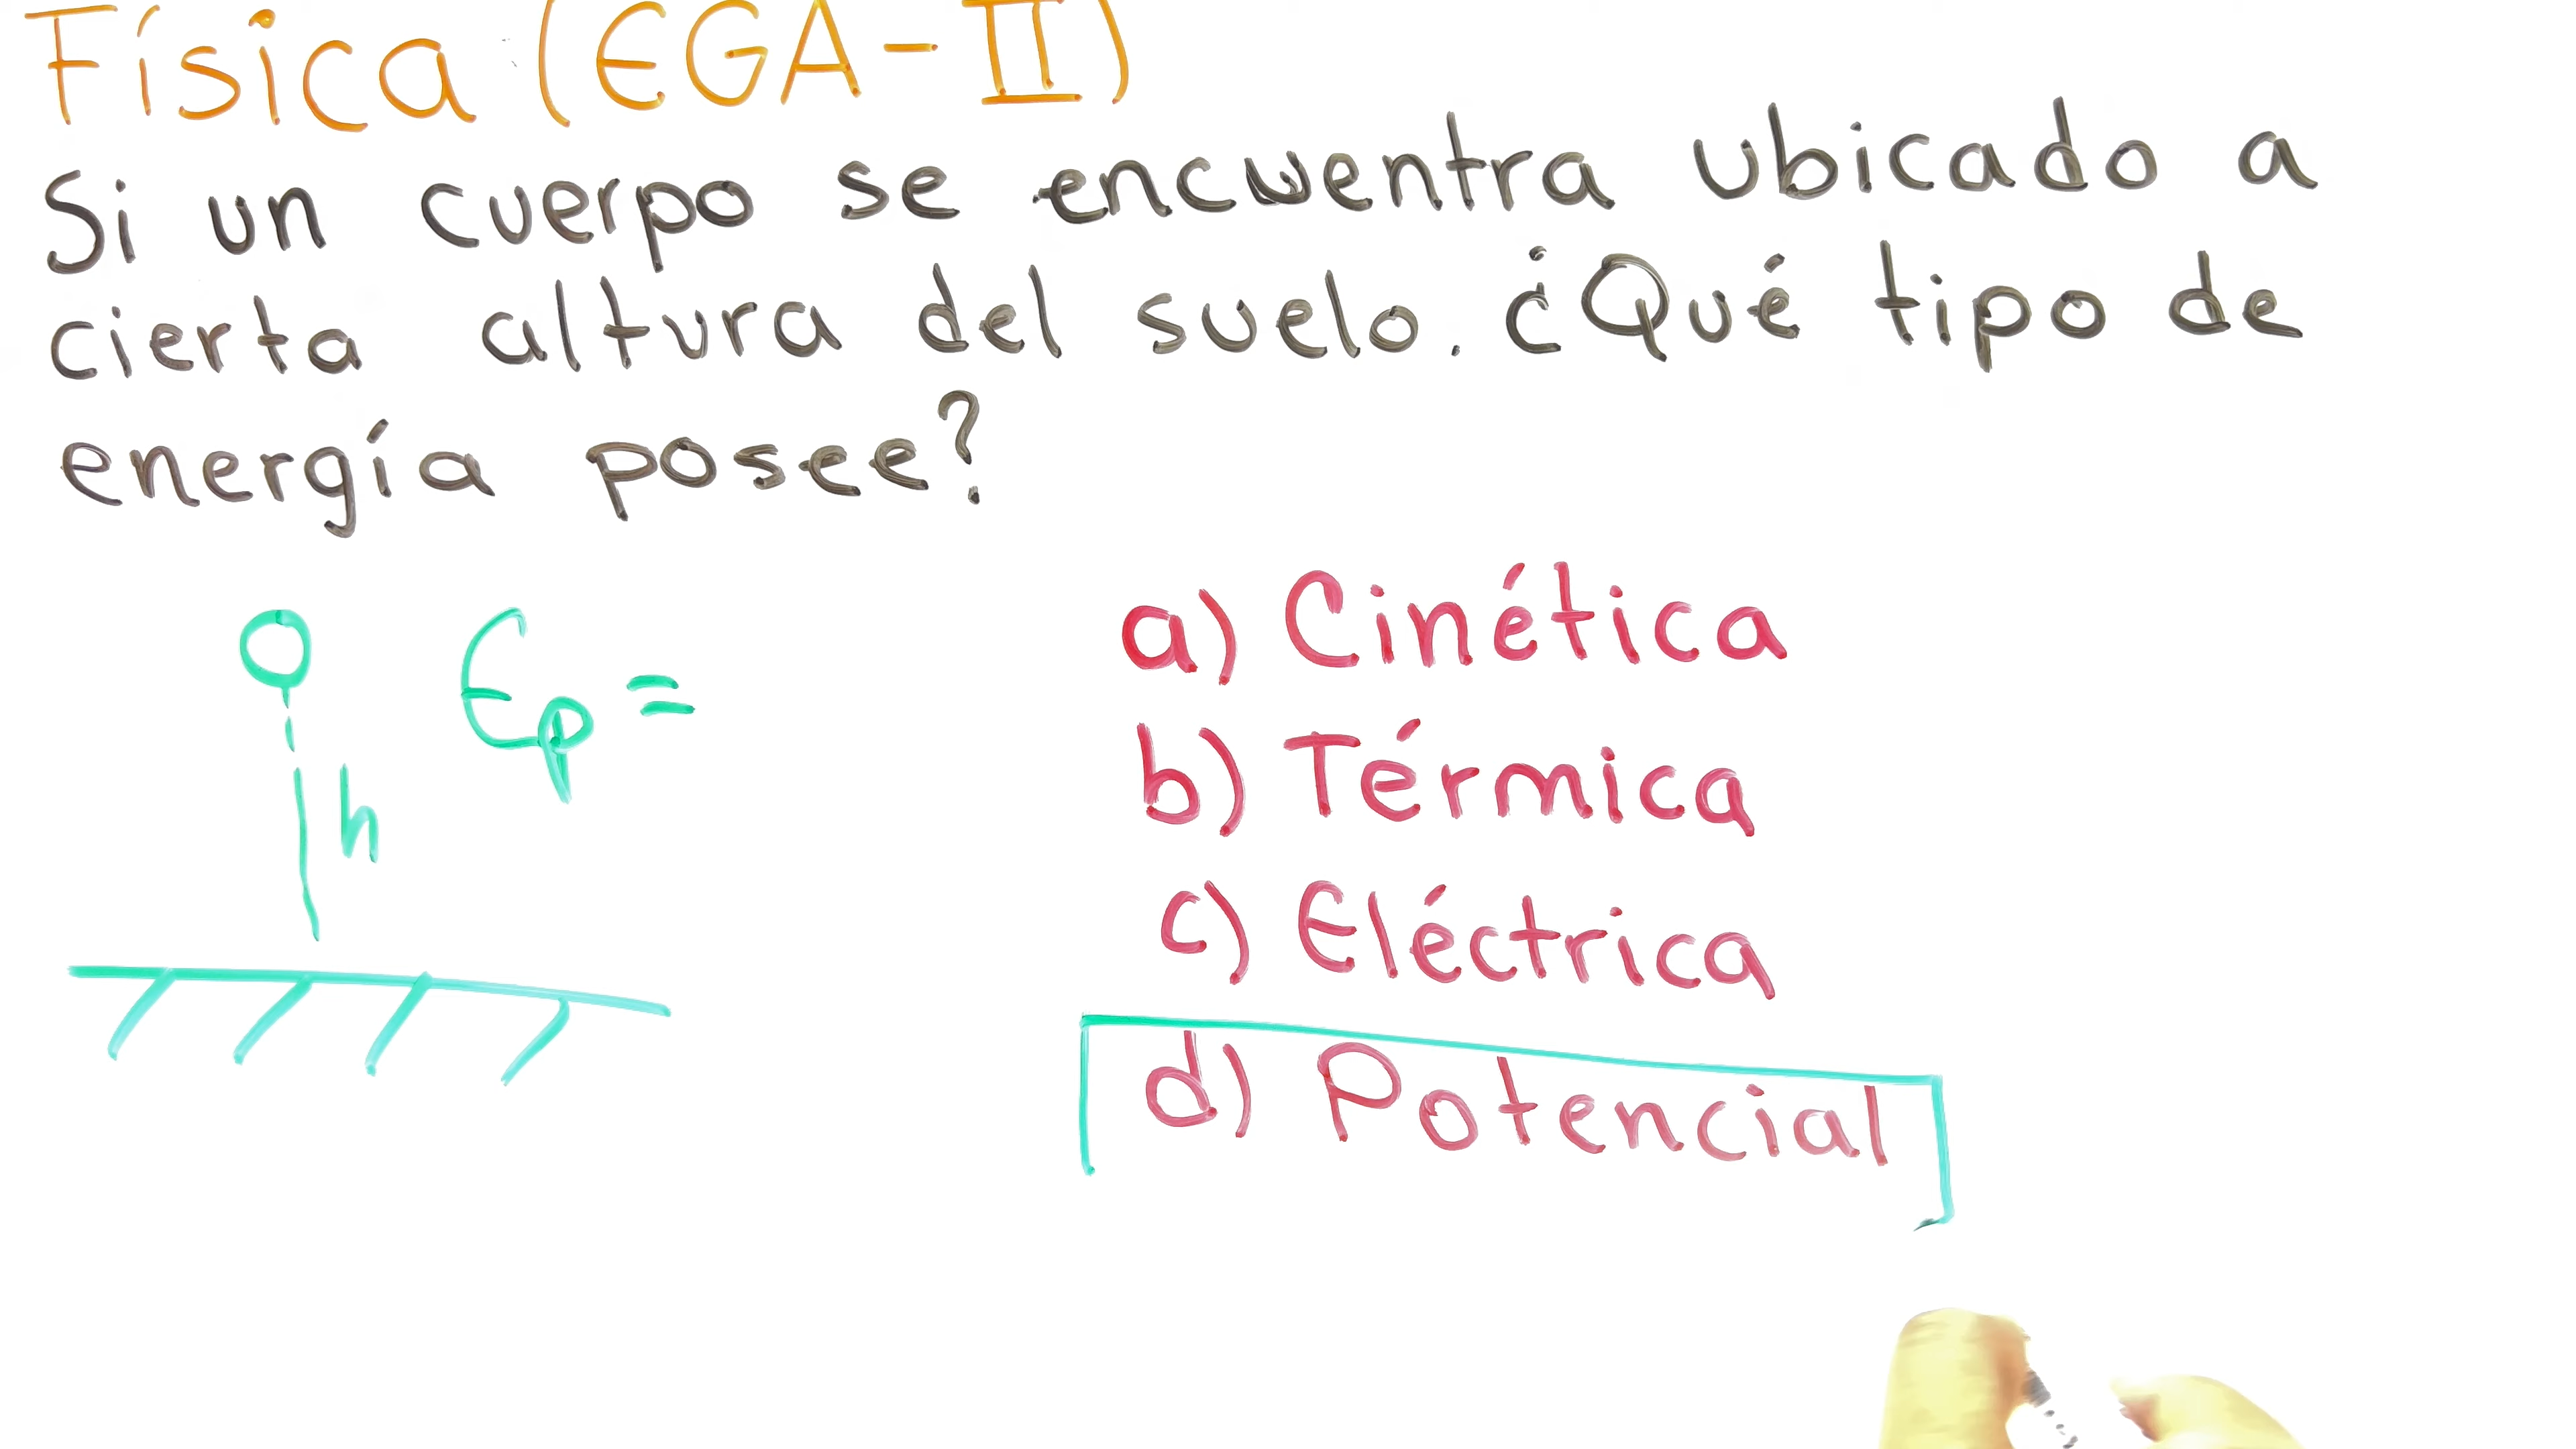 Física (EGA-II)
Si un cuerpo se encuentra ubicado a
cierta altura del suelo. ¿Qué tipo de
energía posee?
Ep =
h
a) Cinética
b) Térmica
c) Eléctrica
d) Potencial